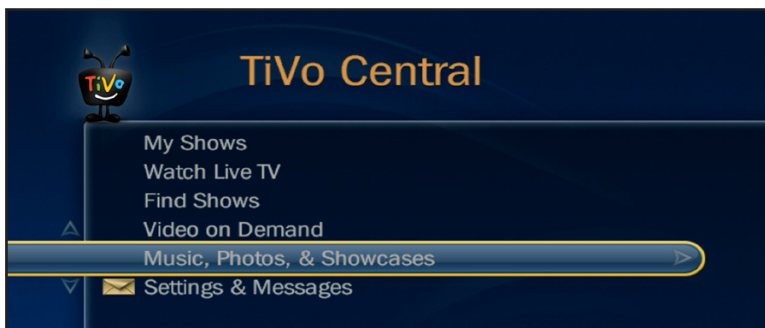 TiVo
TiVo Central
My Shows
Watch Live TV
Find Shows
Video on Demand
Music, Photos, & Showcases
Settings & Messages